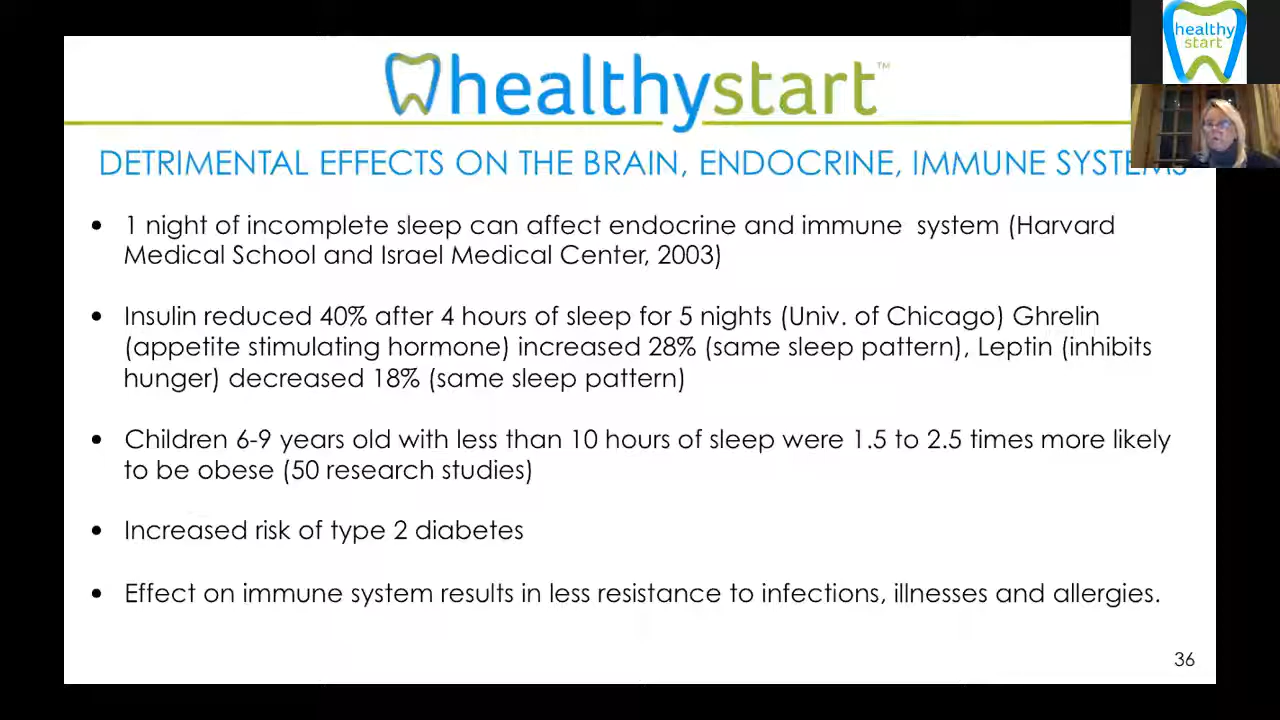 healthystart™
healthy
start
DETRIMENTAL EFFECTS ON THE BRAIN, ENDOCRINE, IMMUNE SYSTEMS
• 1 night of incomplete sleep can affect endocrine and immune system (Harvard
Medical School and Israel Medical Center, 2003)
• Insulin reduced 40% after 4 hours of sleep for 5 nights (Univ. of Chicago) Ghrelin
(appetite stimulating hormone) increased 28% (same sleep pattern), Leptin (inhibits
hunger) decreased 18% (same sleep pattern)
• Children 6-9 years old with less than 10 hours of sleep were 1.5 to 2.5 times more likely
to be obese (50 research studies)
• Increased risk of type 2 diabetes
• Effect on immune system results in less resistance to infections, illnesses and allergies.
36